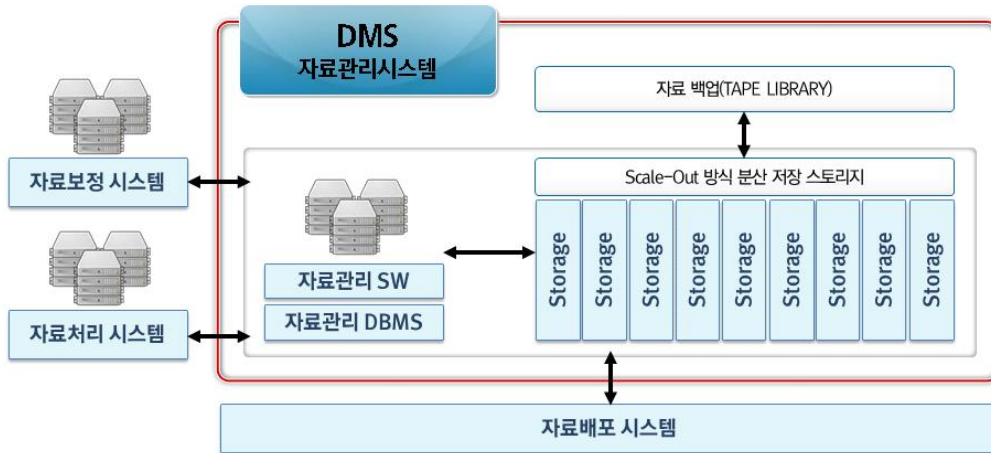 DMS
자료관리시스템
자료 백업(TAPE LIBRARY)
자료보정 시스템
Scale-Out 방식 분산 저장 스토리지
Storage
Storage
Storage
Storage
Storage
Storage
Storage
Storage
Storage
자료관리 SW
자료관리 DBMS
자료처리 시스템
자료배포 시스템